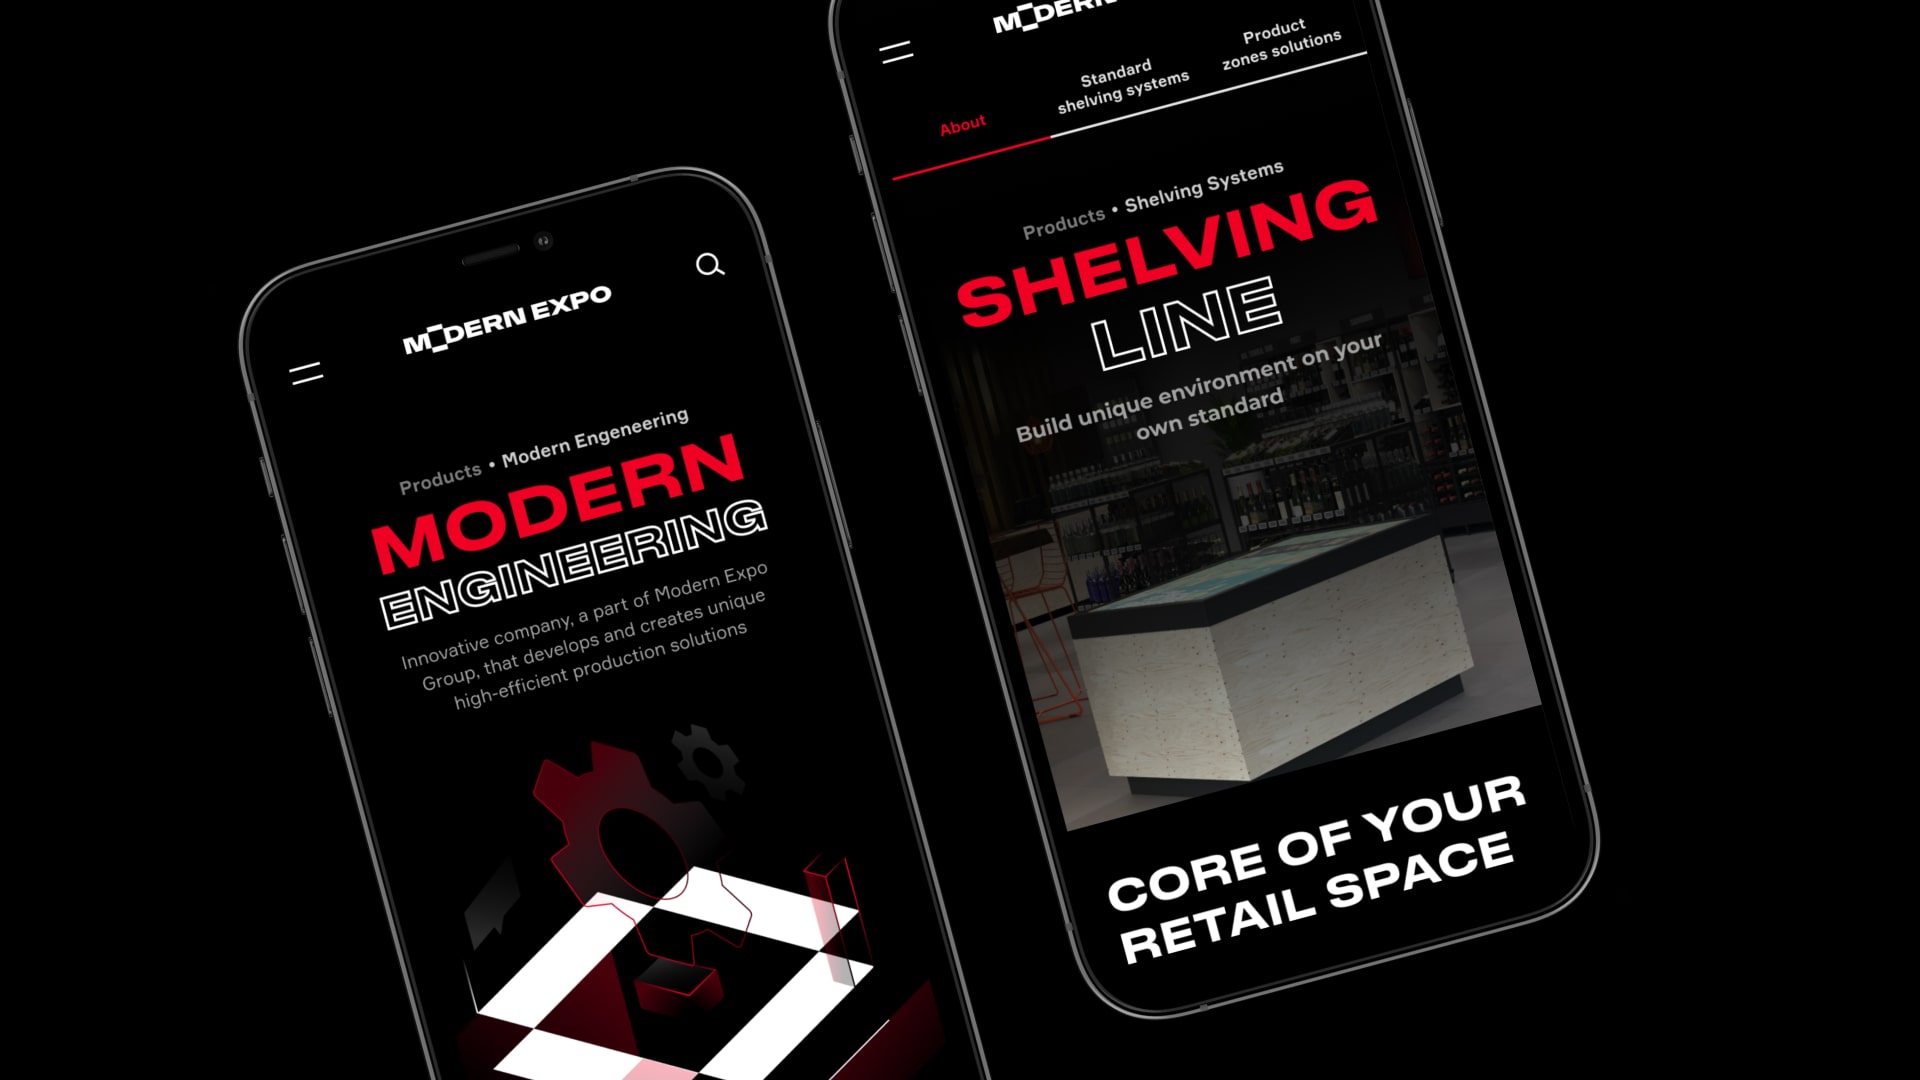 MODERN EXPO
Products • Modern Engeneering
MODERN
ENGINEERING
Innovative company, a part of Modern Expo
Group, that develops and creates unique
high-efficient production solutions
MODERN
About
Standard
shelving systems
Product
zones solutions
Products • Shelving Systems
SHELVING
LINE
Build unique environment on your
own standard
CORE OF YOUR
RETAIL SPACE